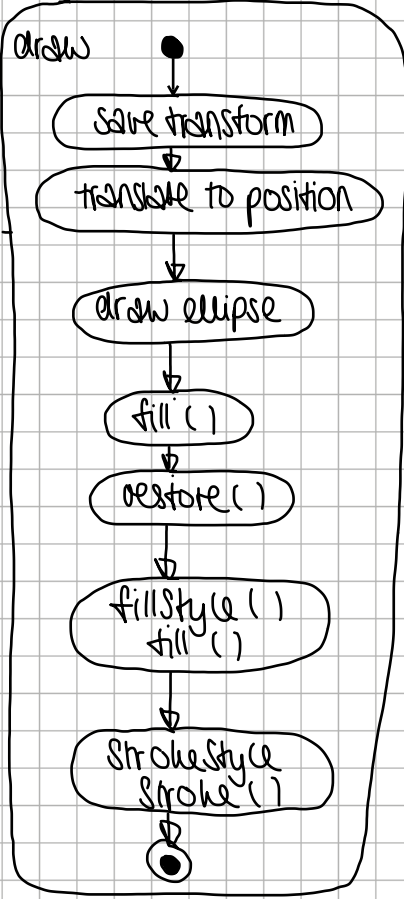 draw
save transform
translate to position
draw ellipse
fill()
restore()
fillStyle()
fill()
strokeStyle
stroke()